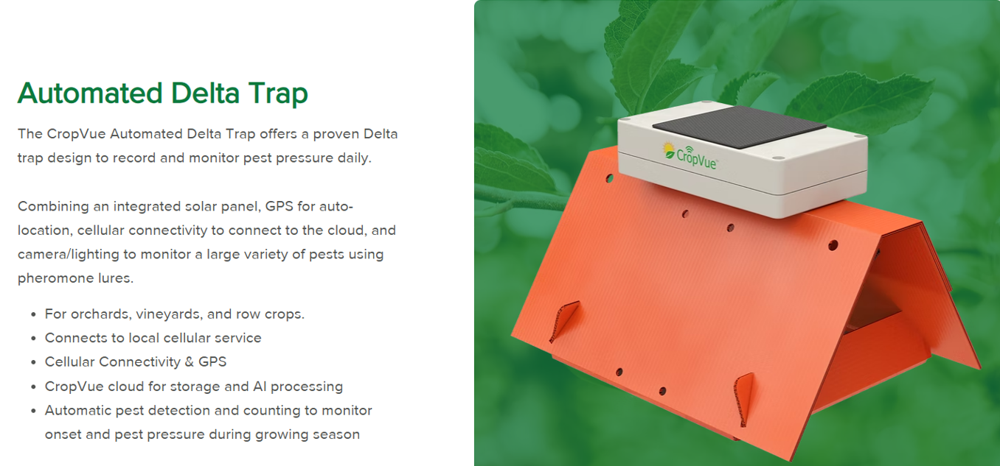 Automated Delta Trap
The CropVue Automated Delta Trap offers a proven Delta
trap design to record and monitor pest pressure daily.
Combining an integrated solar panel, GPS for auto-
location, cellular connectivity to connect to the cloud, and
camera/lighting to monitor a large variety of pests using
pheromone lures.
• For orchards, vineyards, and row crops.
• Connects to local cellular service
• Cellular Connectivity & GPS
• CropVue cloud for storage and AI processing
• Automatic pest detection and counting to monitor
onset and pest pressure during growing season
CropVue